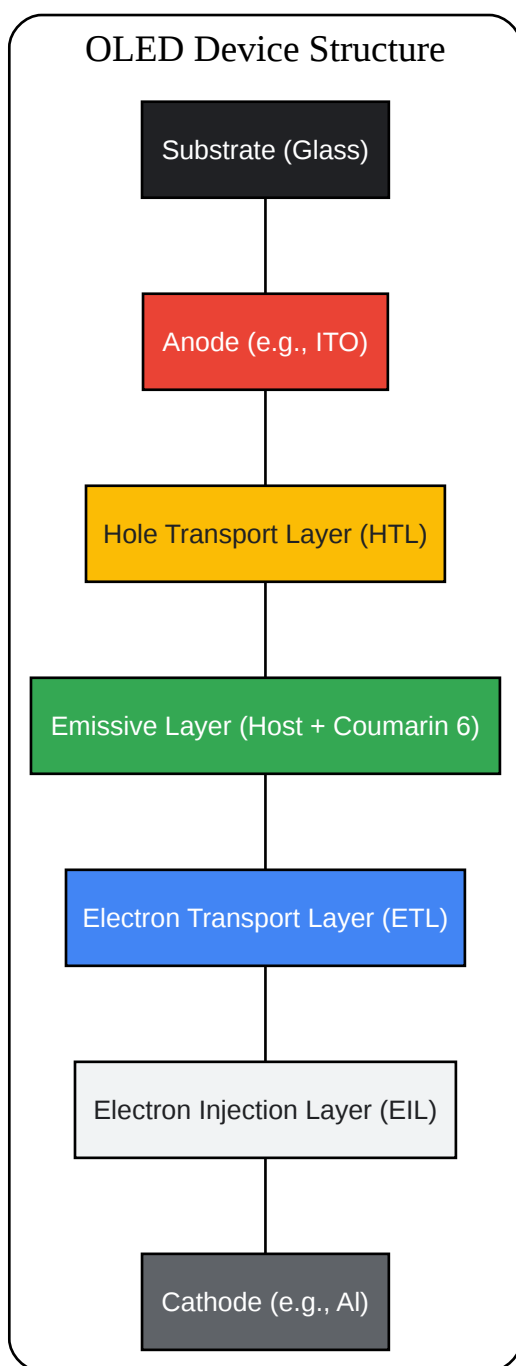 OLED Device Structure
Substrate (Glass)
Anode (e.g., ITO)
Hole Transport Layer (HTL)
Emissive Layer (Host + Coumarin 6)
Electron Transport Layer (ETL)
Electron Injection Layer (EIL)
Cathode (e.g., Al)